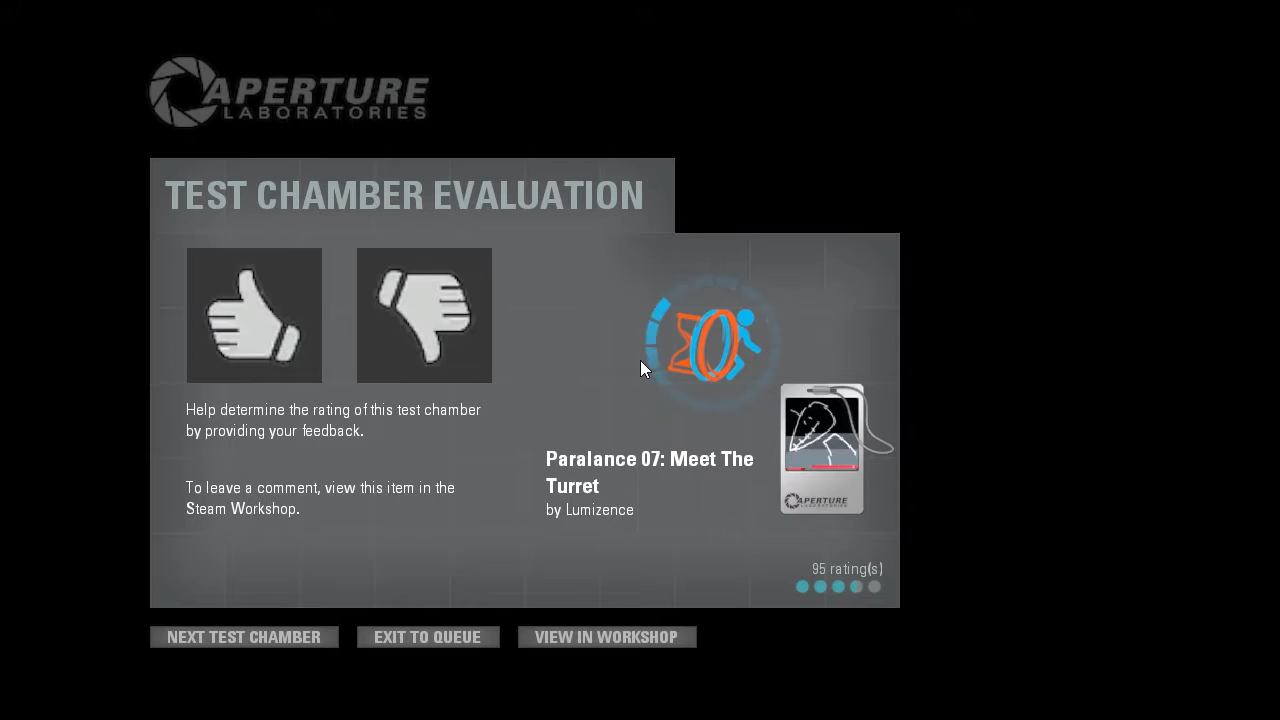 APERTURE
LABORATORIES
TEST CHAMBER EVALUATION
Help determine the rating of this test chamber
by providing your feedback.
To leave a comment, view this item in the
Steam Workshop.
Paralance 07: Meet The
Turret
by Lumizence
APERTURE
LABORATORIES
95 rating(s)
NEXT TEST CHAMBER
EXIT TO QUEUE
VIEW IN WORKSHOP